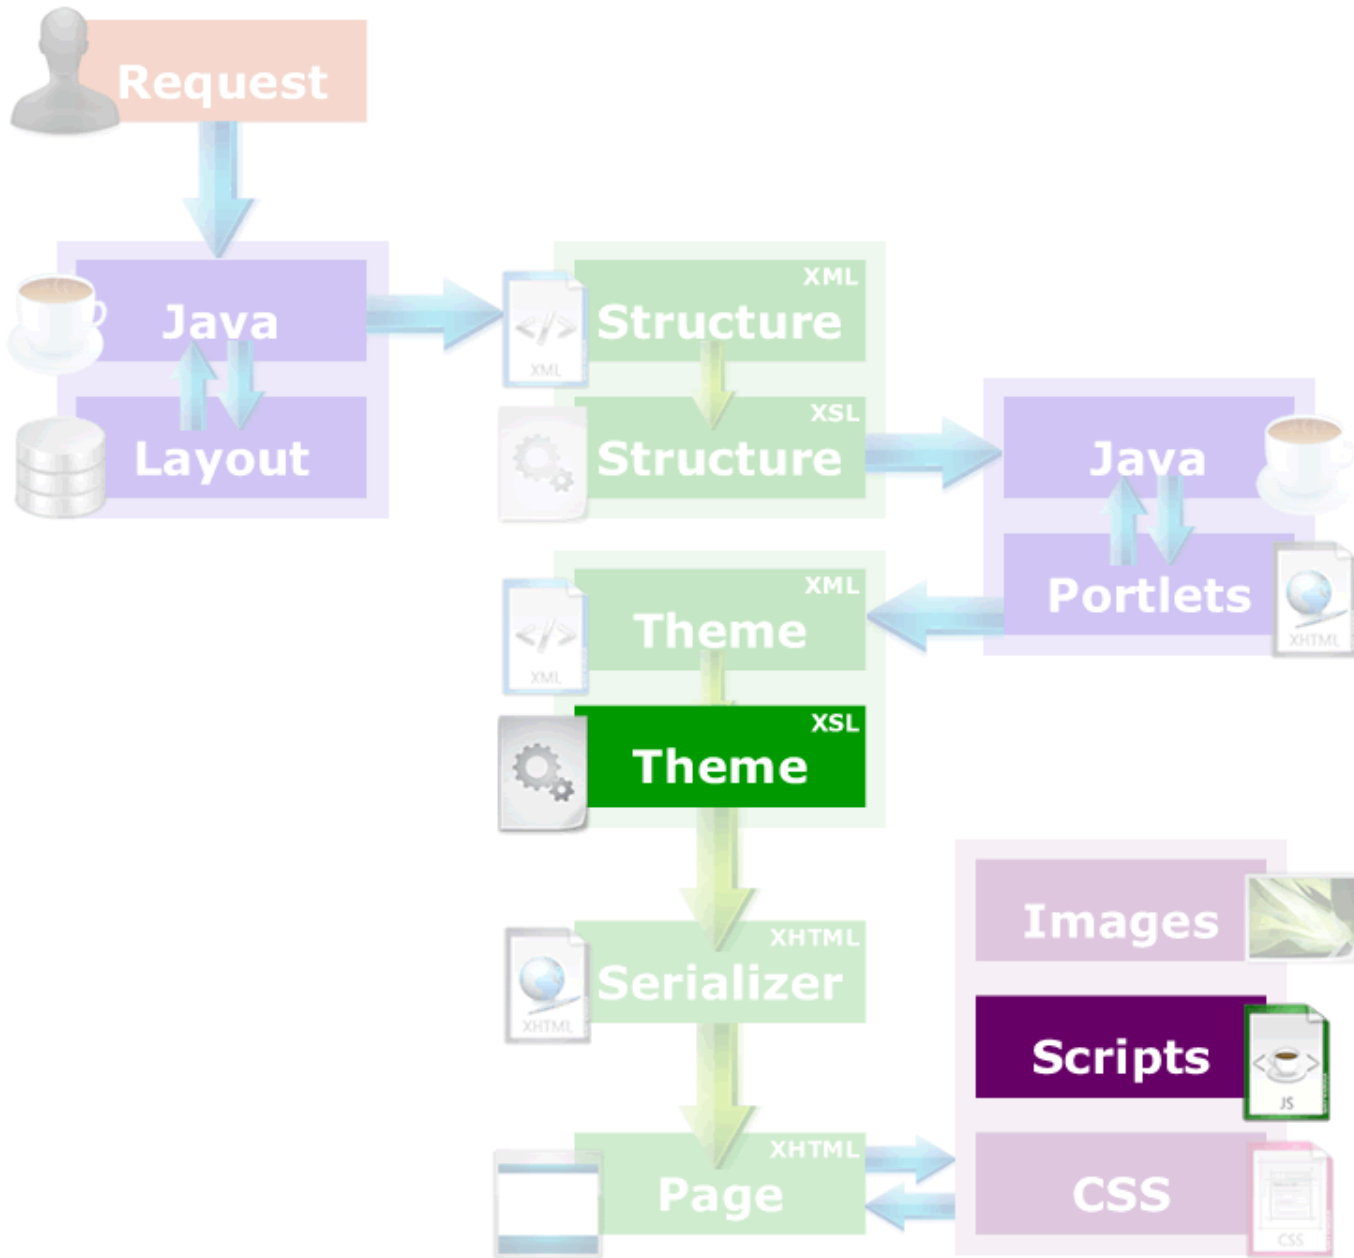 Request
Java
Layout
XML
Structure
XML
XSL
Structure
Java
Portlets
XHTML
XML
Theme
XML
XSL
Theme
XHTML
Serializer
XHTML
XHTML
Page
Images
Scripts
JS
CSS
CSS